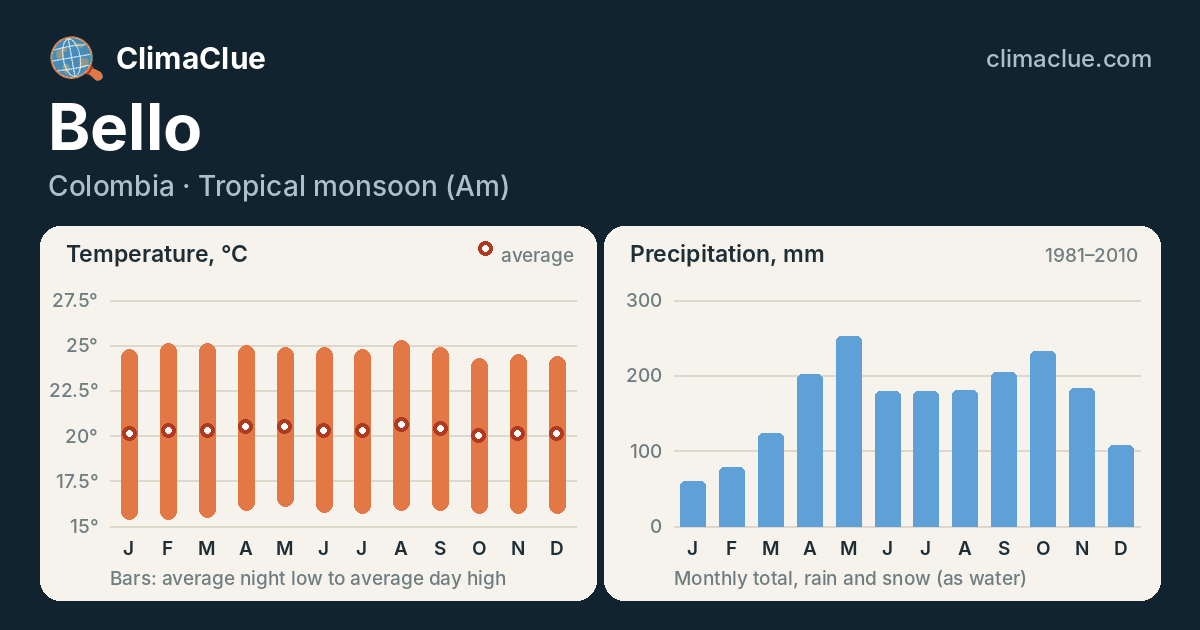 ClimaClue
climaclue.com
Bello
Colombia · Tropical monsoon (Am)
Temperature, °C
average
27.5°
25°
22.5°
20°
17.5°
15°
J F M A M J J A S O N D
Bars: average night low to average day high
Precipitation, mm
1981–2010
300
200
100
0
J F M A M J J A S O N D
Monthly total, rain and snow (as water)